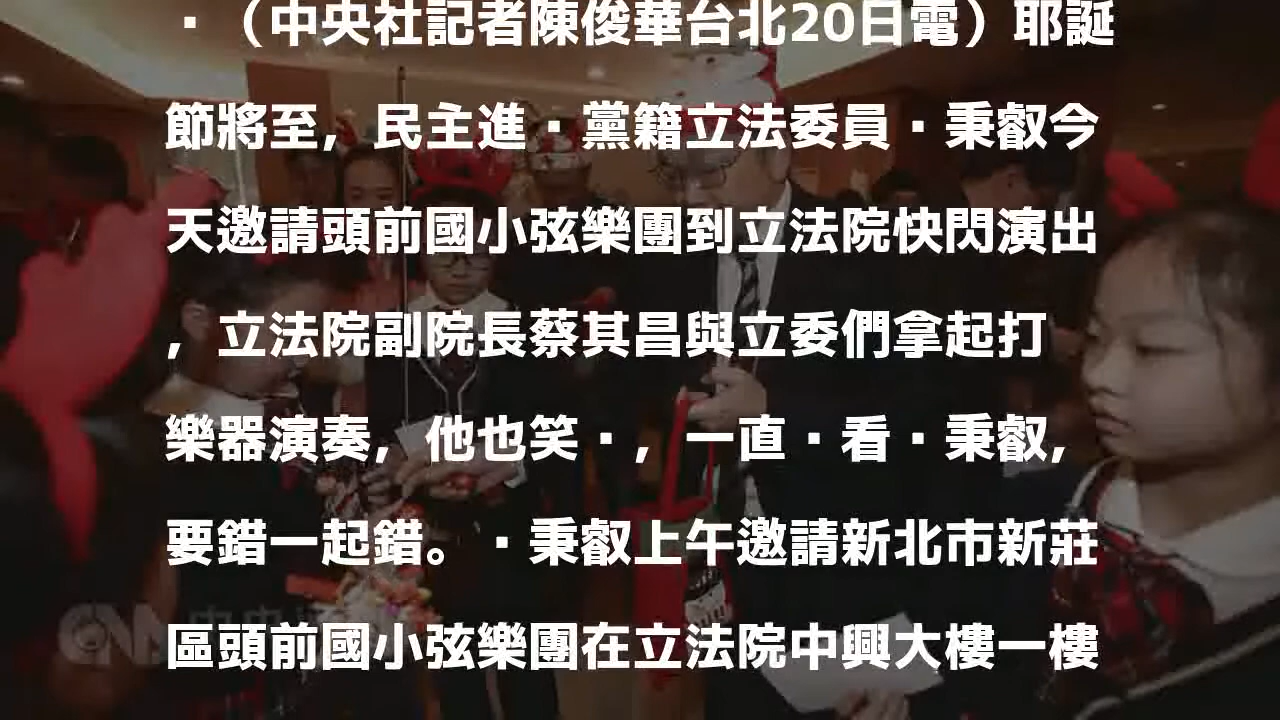 ▪（中央社記者陳俊華台北20日電）耶誕
節將至，民主進▪黨籍立法委員▪秉叡今
天邀請頭前國小弦樂團到立法院快閃演出
，立法院副院長蔡其昌與立委們拿起打
樂器演奏，他也笑▪，一直▪看▪秉叡，
要錯一起錯。▪秉叡上午邀請新北市新莊
區頭前國小弦樂團在立法院中興大樓一樓
CNA 中央社